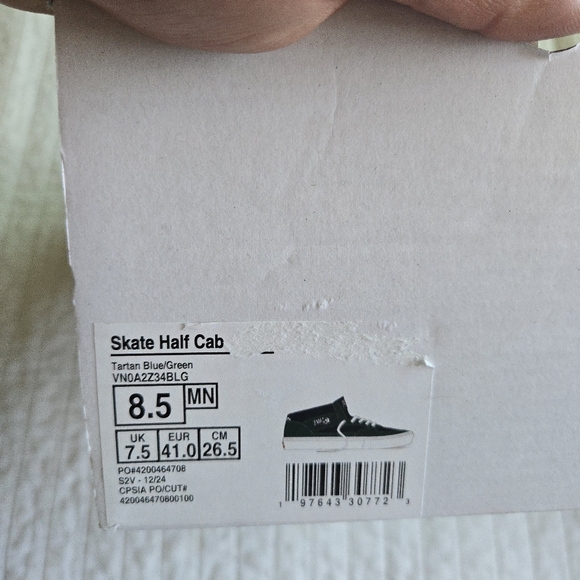 Skate Half Cab
Tartan Blue/Green
VN0A2Z34BLG
8.5 MN
UK EUR CM
7.5 41.0 26.5
PO#4200464708
S2V - 12/24
CPSIA PO/CUT#
420046470800100
1 97643 30772 3